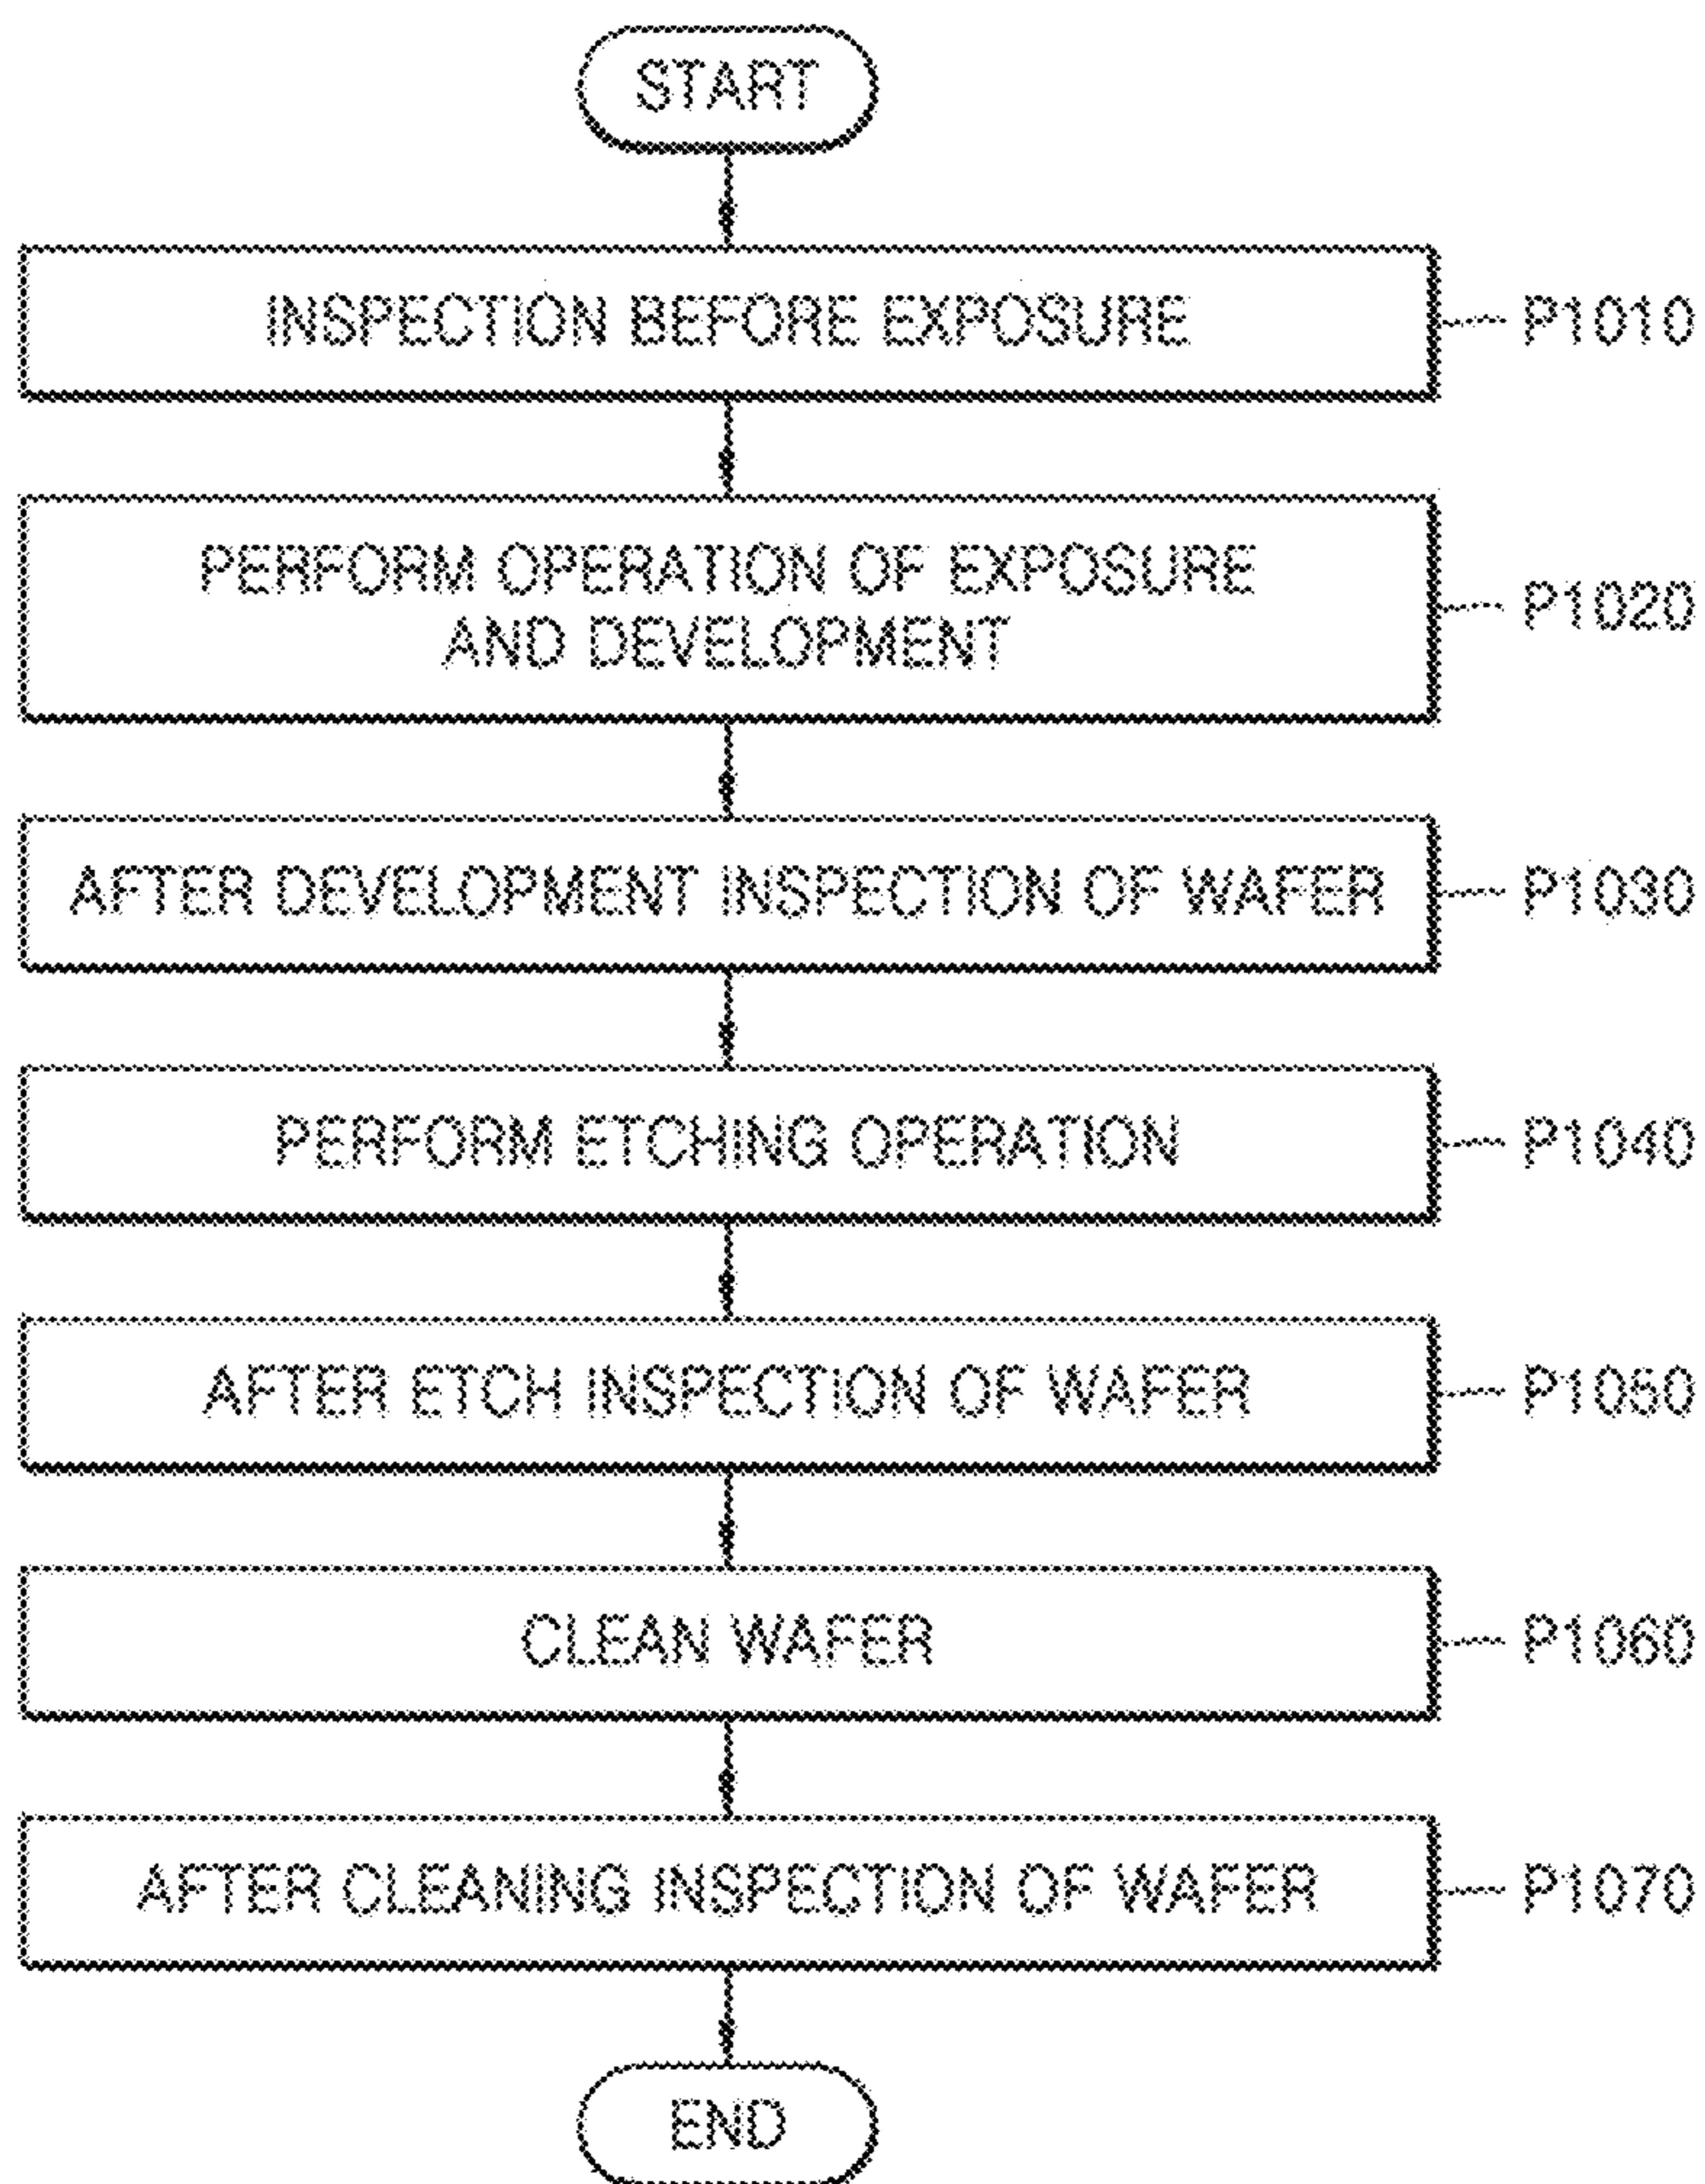 START
INSPECTION BEFORE EXPOSURE
P1010
PERFORM OPERATION OF EXPOSURE
AND DEVELOPMENT
P1020
AFTER DEVELOPMENT INSPECTION OF WAFER
P1030
PERFORM ETCHING OPERATION
P1040
AFTER ETCH INSPECTION OF WAFER
P1050
CLEAN WAFER
P1060
AFTER CLEANING INSPECTION OF WAFER
P1070
END